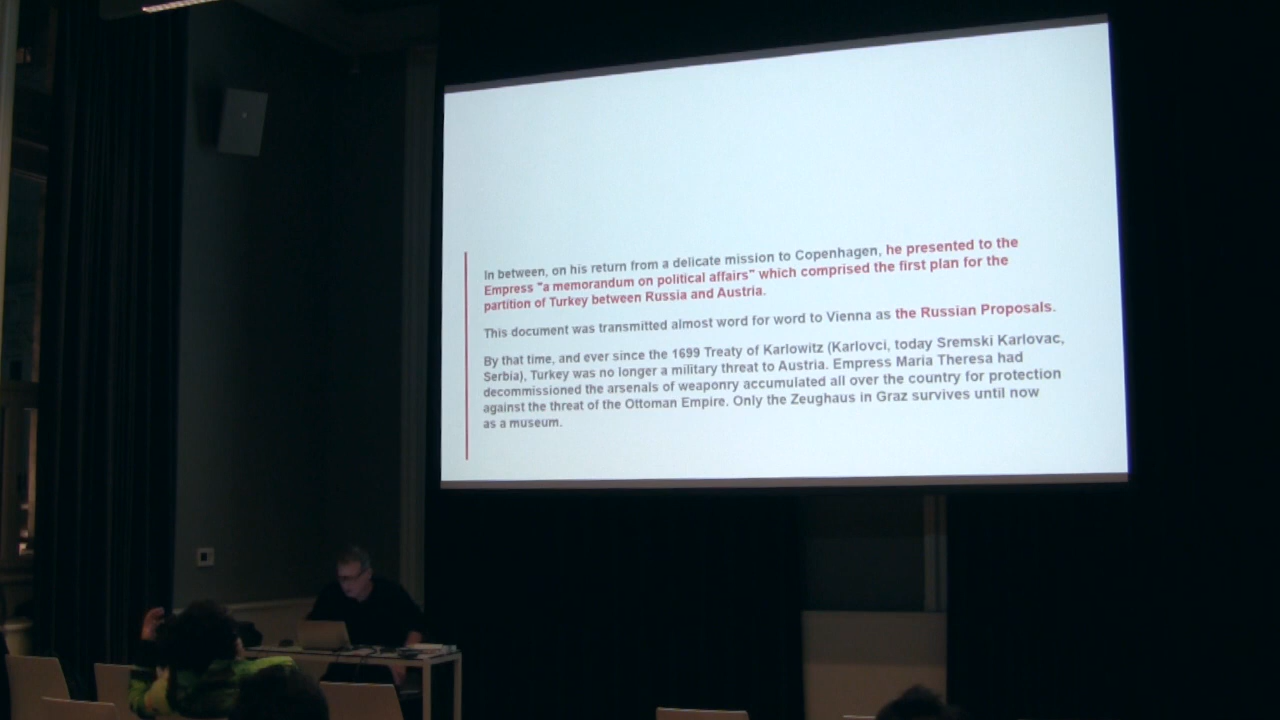 In between, on his return from a delicate mission to Copenhagen, he presented to the
Empress "a memorandum on political affairs" which comprised the first plan for the
partition of Turkey between Russia and Austria.
This document was transmitted almost word for word to Vienna as the Russian Proposals.
By that time, and ever since the 1699 Treaty of Karlowitz (Karlovci, today Sremski Karlovac,
Serbia), Turkey was no longer a military threat to Austria. Empress Maria Theresa had
decommissioned the arsenals of weaponry accumulated all over the country for protection
against the threat of the Ottoman Empire. Only the Zeughaus in Graz survives until now
as a museum.